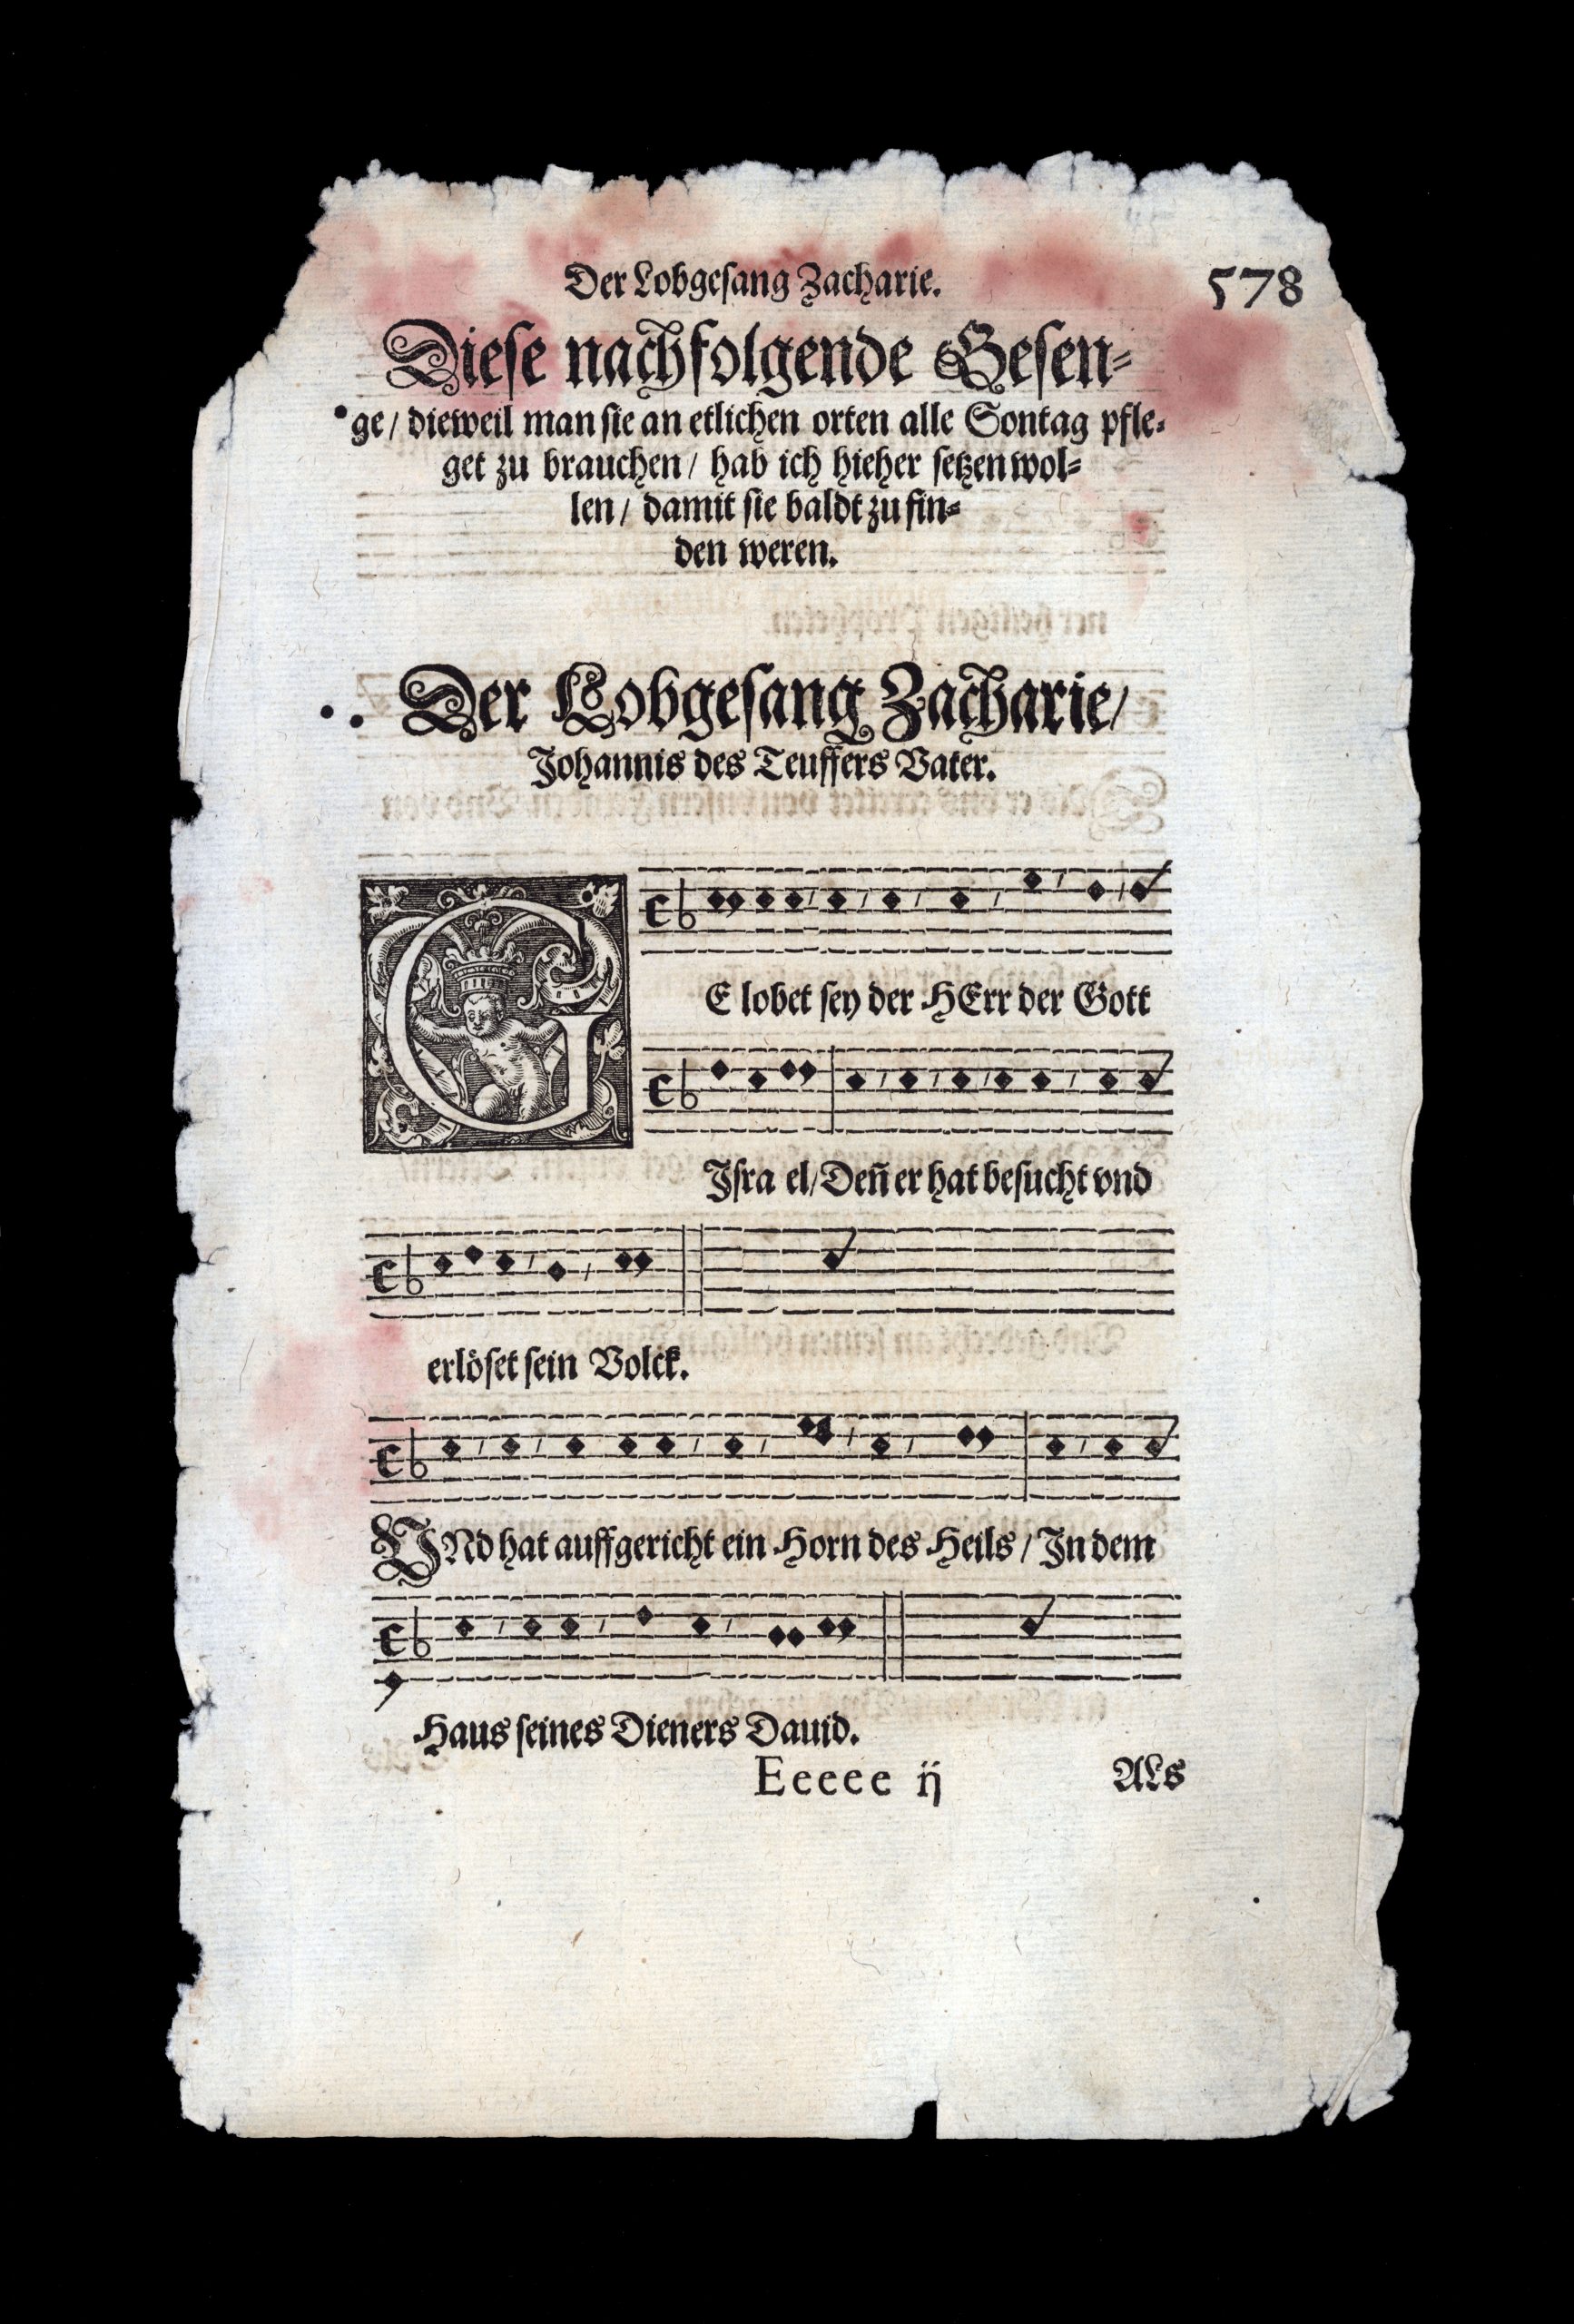 Der Lobgesang Zacharie.
578
Diese nachfolgende Gesen⸗
ge/ dieweil man sie an etlichen orten alle Sontag pfle⸗
get zu brauchen/ hab ich hieher setzen wol⸗
len/ damit sie baldt zu fin⸗
den weren.
Der Lobgesang Zacharie/
Johannis des Teuffers Vater.
GE lobet sey der HErr der Gott
Isra el/ Deñ er hat besucht vnd
erlöset sein Volck.
VNd hat auffgericht ein Horn des Heils/ In dem
Haus seines Dieners Dauid.
Eeeee ij
ALs